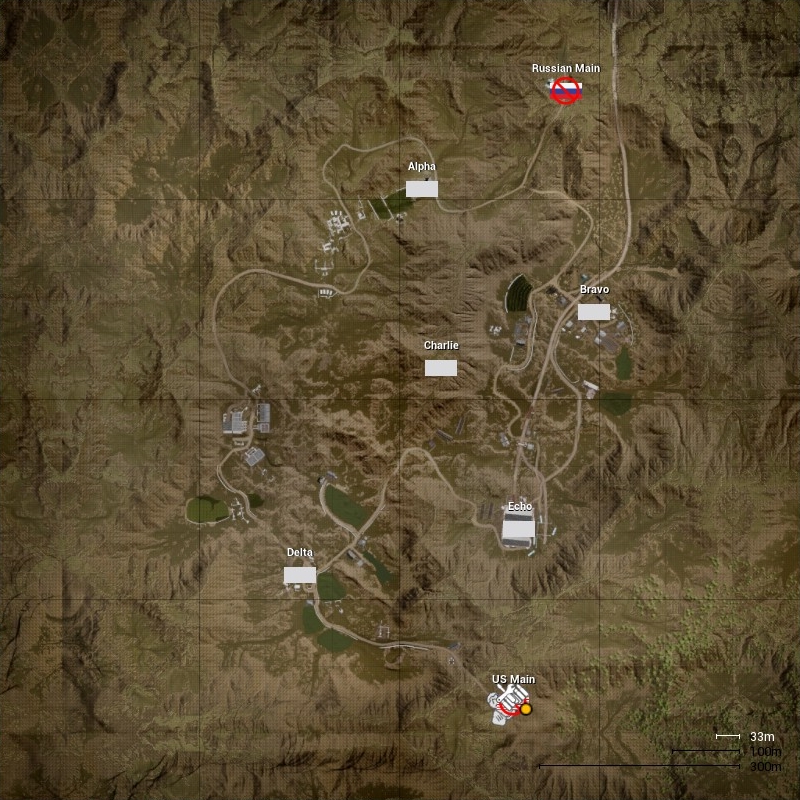 Russian Main
Alpha
Bravo
Charlie
Echo
Delta
US Main
33m
100m
300m